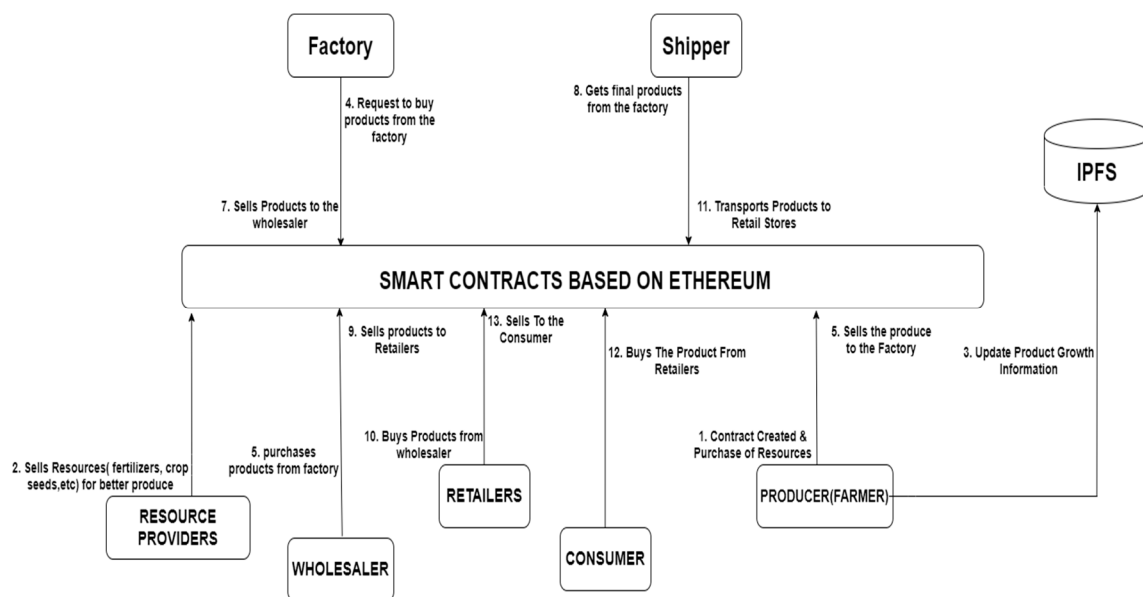 Factory
Shipper
4. Request to buy
products from the
factory
8. Gets final products
from the factory
IPFS
7. Sells Products to the
wholesaler
11. Transports Products to
Retail Stores
SMART CONTRACTS BASED ON ETHEREUM
9. Sells products to
Retailers
13. Sells To the
Consumer
12. Buys The Product From
Retailers
5. Sells the produce
to the Factory
3. Update Product Growth
Information
2. Sells Resources( fertilizers, crop
seeds,etc) for better produce
5. purchases
products from factory
10. Buys Products from
wholesaler
1. Contract Created &
Purchase of Resources
RESOURCE
PROVIDERS
WHOLESALER
RETAILERS
CONSUMER
PRODUCER(FARMER)